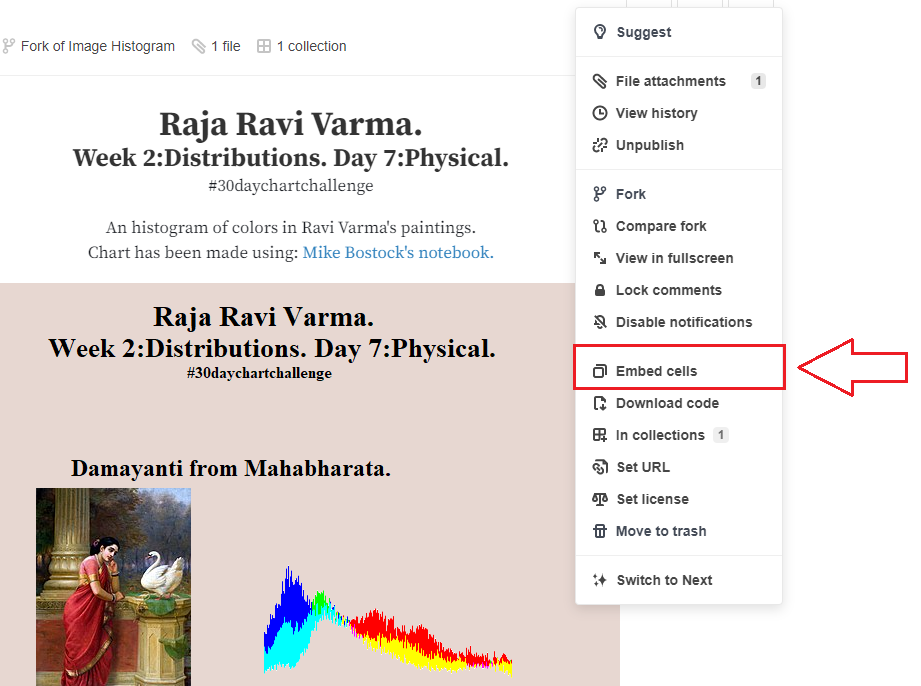 Fork of Image Histogram 1 file 1 collection
Raja Ravi Varma.
Week 2:Distributions. Day 7:Physical.
#30daychartchallenge
An histogram of colors in Ravi Varma's paintings.
Chart has been made using: Mike Bostock's notebook.
Raja Ravi Varma.
Week 2:Distributions. Day 7:Physical.
#30daychartchallenge
Damayanti from Mahabharata.
Suggest
File attachments 1
View history
Unpublish
Fork
Compare fork
View in fullscreen
Lock comments
Disable notifications
Embed cells
Download code
In collections 1
Set URL
Set license
Move to trash
Switch to Next